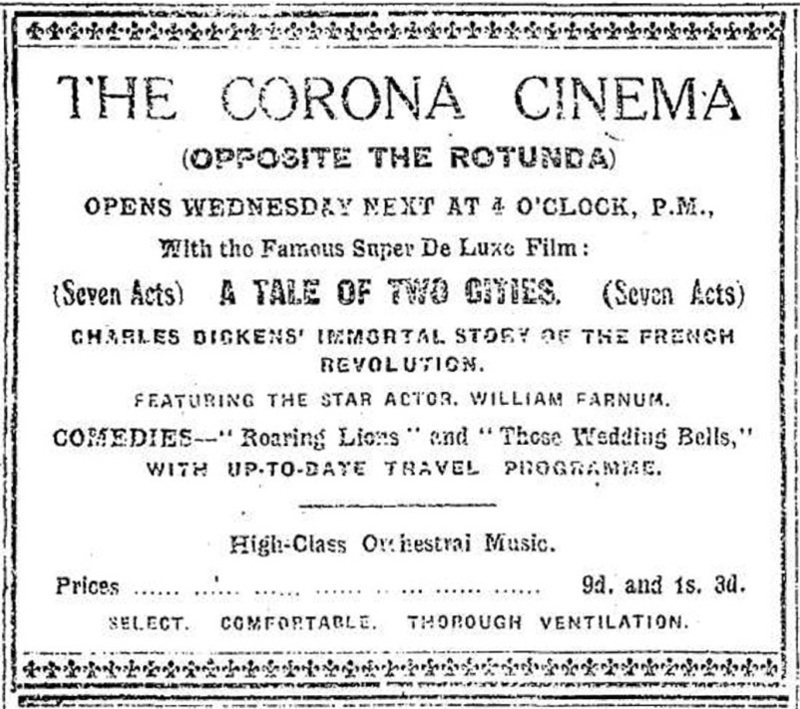 THE CORONA CINEMA
(OPPOSITE THE ROTUNDA)
OPENS WEDNESDAY NEXT AT 4 O'CLOCK, P.M.,
With the Famous Super De Luxe Film:
(Seven Acts) A TALE OF TWO CITIES. (Seven Acts)
CHARLES DICKENS' IMMORTAL STORY OF THE FRENCH
REVOLUTION.
FEATURING THE STAR ACTOR, WILLIAM FARNUM.
COMEDIES—"Roaring Lions" and "Those Wedding Bells,"
WITH UP-TO-DATE TRAVEL PROGRAMME.
High-Class Orchestral Music.
Prices ...... ...... ...... ...... .. ... ...... ...... 9d. and 1s. 3d.
SELECT. COMFORTABLE. THOROUGH VENTILATION.